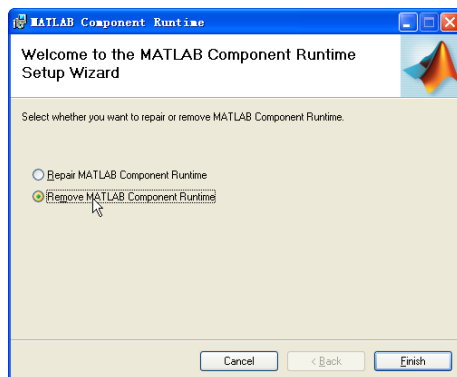 MATLAB Component Runtime
Welcome to the MATLAB Component Runtime
Setup Wizard
Select whether you want to repair or remove MATLAB Component Runtime.
Repair MATLAB Component Runtime
Remove MATLAB Component Runtime
Cancel
< Back
Finish